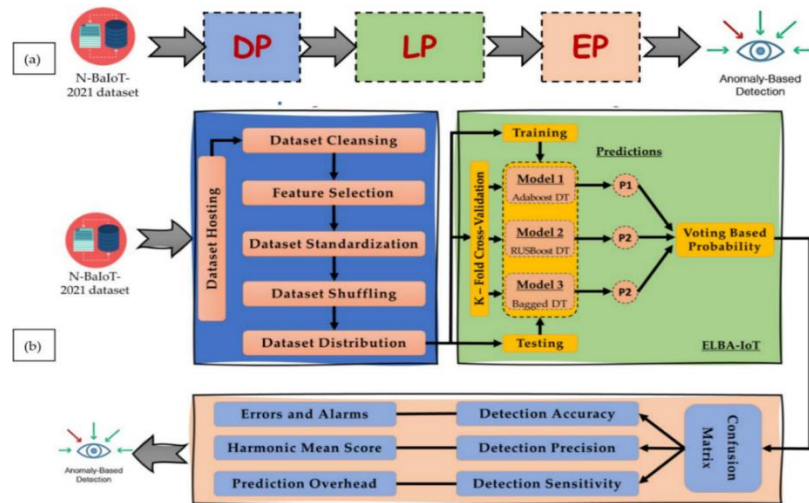 DP
LP
EP
(a)
N-BaIoT-
2021 dataset
Anomaly-Based
Detection
Dataset Hosting
Dataset Cleansing
Feature Selection
Dataset Standardization
Dataset Shuffling
Dataset Distribution
N-BaIoT-
2021 dataset
(b)
Training
K – Fold Cross-Validation
Predictions
Model 1
Adaboost DT
Model 2
RUSBoost DT
Model 3
Bagged DT
P1
P2
P2
Voting Based
Probability
Testing
ELBA-IoT
Errors and Alarms
Detection Accuracy
Harmonic Mean Score
Detection Precision
Prediction Overhead
Detection Sensitivity
Confusion
Matrix
Anomaly-Based
Detection